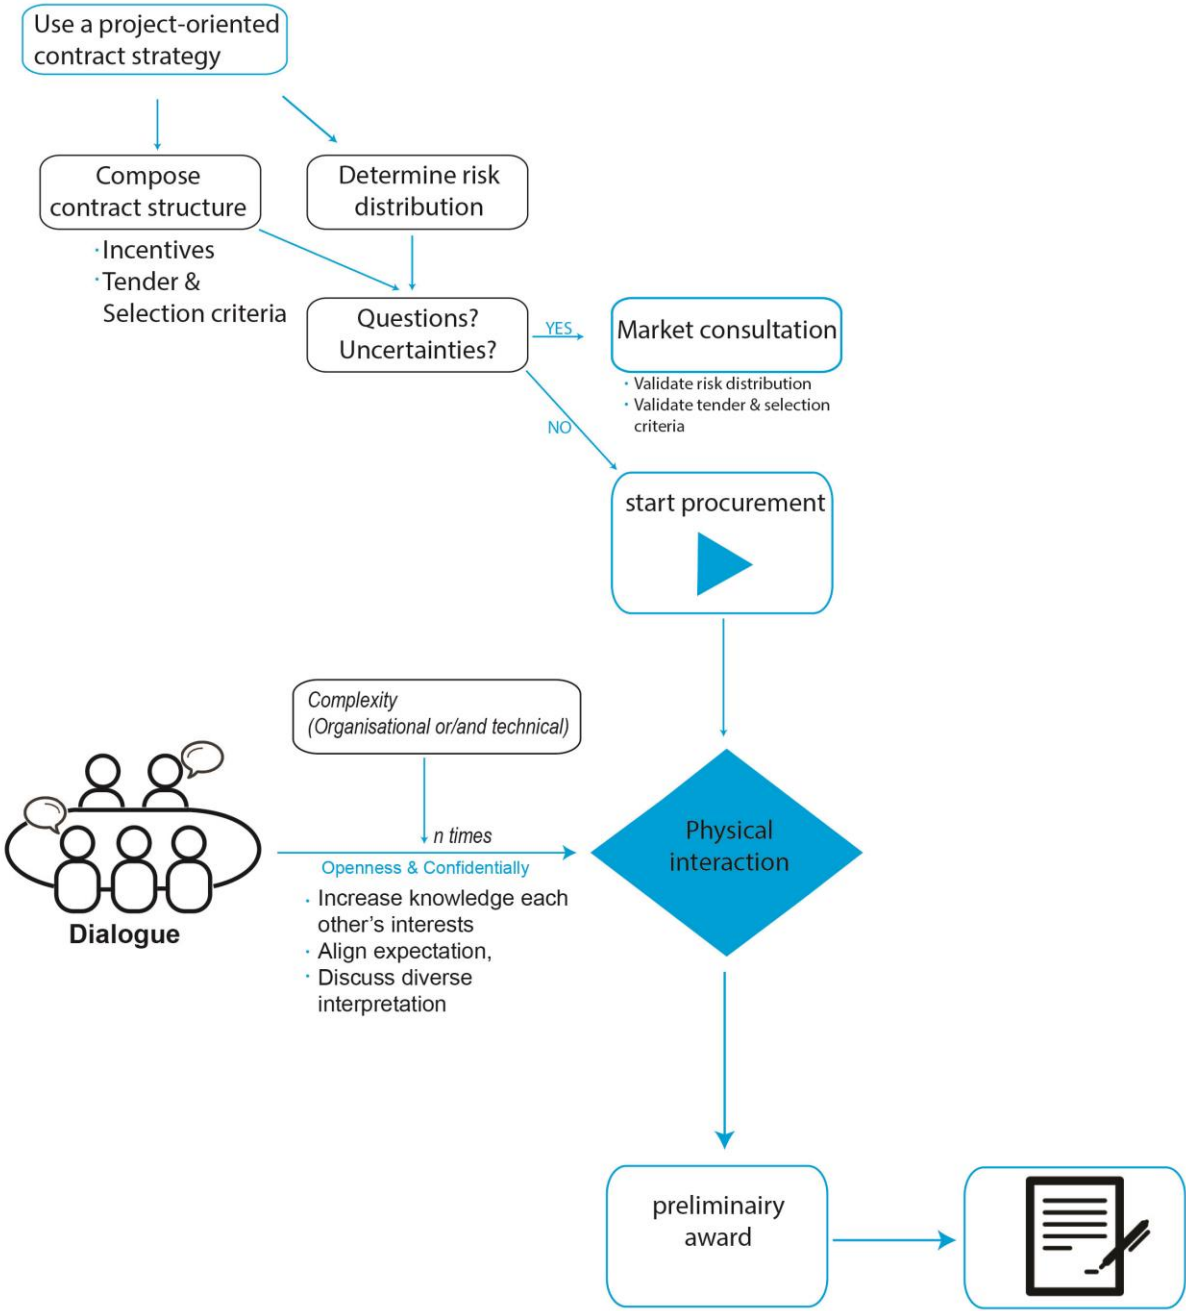 Use a project-oriented
contract strategy
Compose
contract structure
Determine risk
distribution
· Incentives
· Tender &
Selection criteria
Questions?
Uncertainties?
YES
Market consultation
· Validate risk distribution
· Validate tender & selection
criteria
NO
start procurement
Complexity
(Organisational or/and technical)
n times
Openness & Confidentially
· Increase knowledge each
other’s interests
· Align expectation,
· Discuss diverse
interpretation
Dialogue
Physical
interaction
preliminairy
award